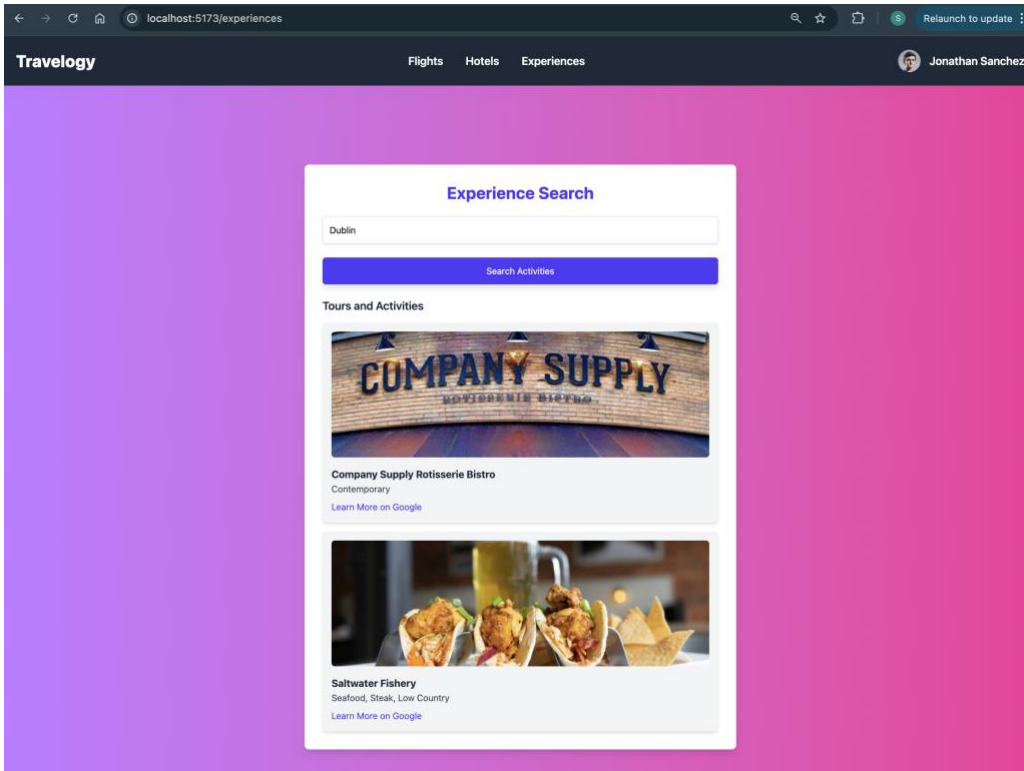 localhost:5173/experiences
S
Relaunch to update
Travelogy
Flights Hotels Experiences
Jonathan Sanchez
Experience Search
Dublin
Search Activities
Tours and Activities
COMPANY SUPPLY
ROTISSERIE BISTRO
Company Supply Rotisserie Bistro
Contemporary
Learn More on Google
Saltwater Fishery
Seafood, Steak, Low Country
Learn More on Google